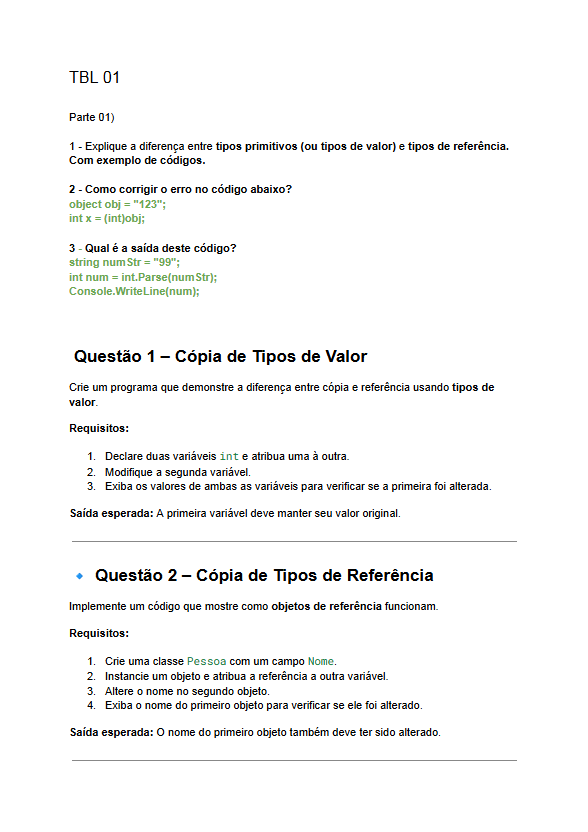 TBL 01
Parte 01)
1 - Explique a diferença entre tipos primitivos (ou tipos de valor) e tipos de referência.
Com exemplo de códigos.
2 - Como corrigir o erro no código abaixo?
object obj = "123";
int x = (int)obj;
3 - Qual é a saída deste código?
string numStr = "99";
int num = int.Parse(numStr);
Console.WriteLine(num);
Questão 1 – Cópia de Tipos de Valor
Crie um programa que demonstre a diferença entre cópia e referência usando tipos de
valor.
Requisitos:
1. Declare duas variáveis int e atribua uma à outra.
2. Modifique a segunda variável.
3. Exiba os valores de ambas as variáveis para verificar se a primeira foi alterada.
Saída esperada: A primeira variável deve manter seu valor original.
🔹 Questão 2 – Cópia de Tipos de Referência
Implemente um código que mostre como objetos de referência funcionam.
Requisitos:
1. Crie uma classe Pessoa com um campo Nome.
2. Instancie um objeto e atribua a referência a outra variável.
3. Altere o nome no segundo objeto.
4. Exiba o nome do primeiro objeto para verificar se ele foi alterado.
Saída esperada: O nome do primeiro objeto também deve ter sido alterado.